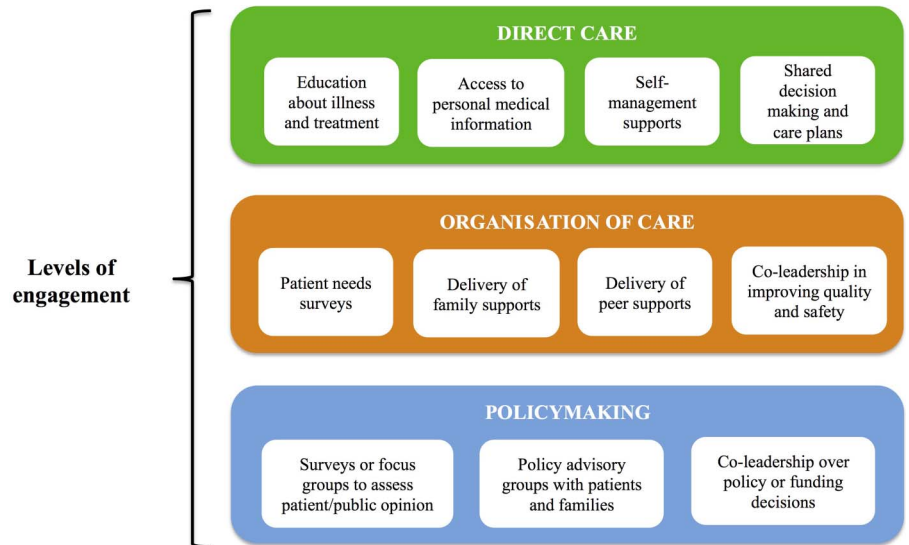 Levels of
engagement
DIRECT CARE
Education
about illness
and treatment
Access to
personal medical
information
Self-
management
supports
Shared
decision
making and
care plans
ORGANISATION OF CARE
Patient needs
surveys
Delivery of
family supports
Delivery of
peer supports
Co-leadership in
improving quality
and safety
POLICYMAKING
Surveys or focus
groups to assess
patient/public opinion
Policy advisory
groups with patients
and families
Co-leadership over
policy or funding
decisions